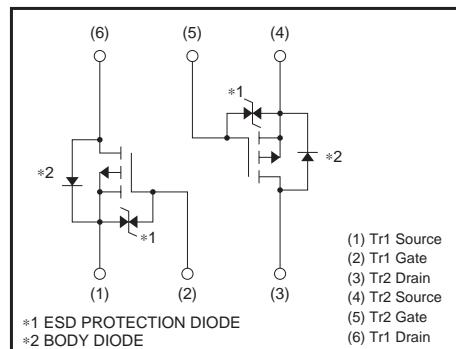 (6) (5) (4)
∗1
∗2 ∗2
∗1
(1) (2) (3)
(1) Tr1 Source
(2) Tr1 Gate
(3) Tr2 Drain
(4) Tr2 Source
(5) Tr2 Gate
(6) Tr1 Drain
∗1 ESD PROTECTION DIODE
∗2 BODY DIODE